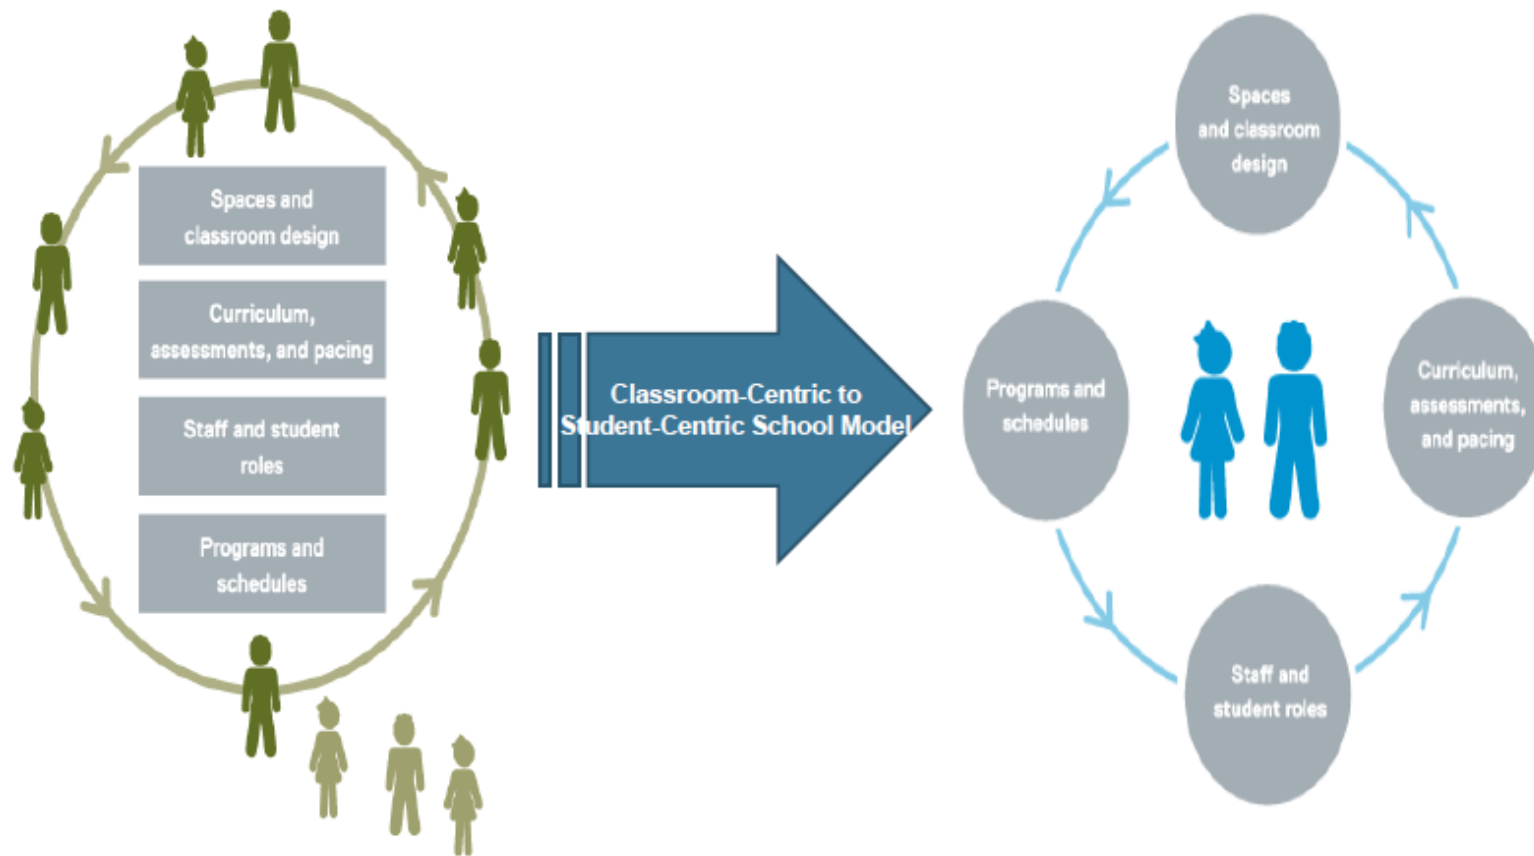 Spaces and
classroom design
Curriculum,
assessments, and pacing
Staff and student
roles
Programs and
schedules
Classroom-Centric to
Student-Centric School Model
Spaces
and classroom
design
Programs and
schedules
Curriculum,
assessments,
and pacing
Staff and
student roles